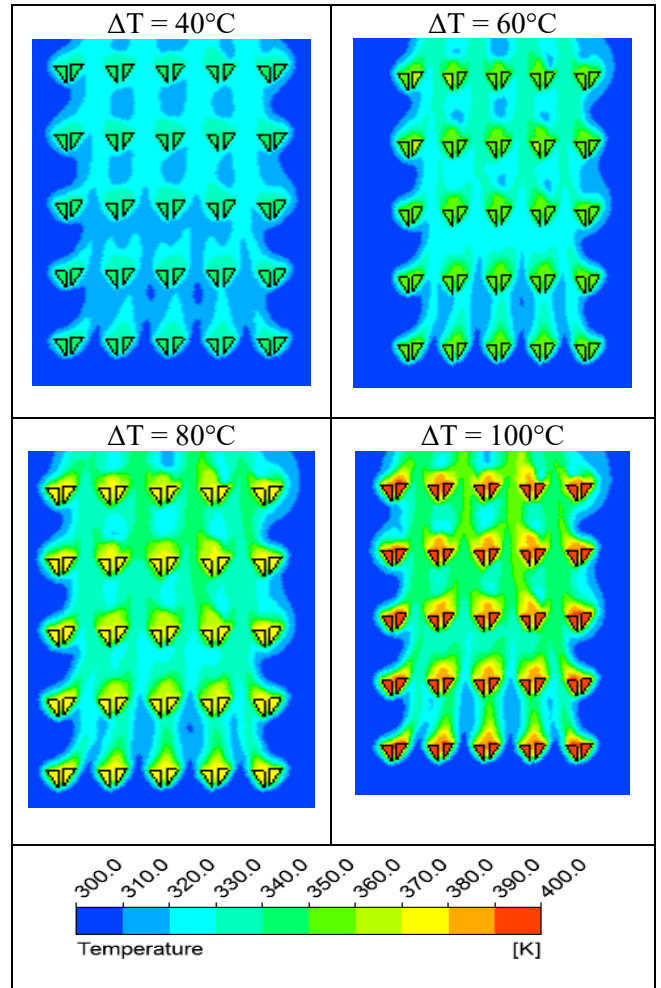 ΔT = 40°C
ΔT = 60°C
ΔT = 80°C
ΔT = 100°C
300.0 310.0 320.0 330.0 340.0 350.0 360.0 370.0 380.0 390.0 400.0
Temperature [K]